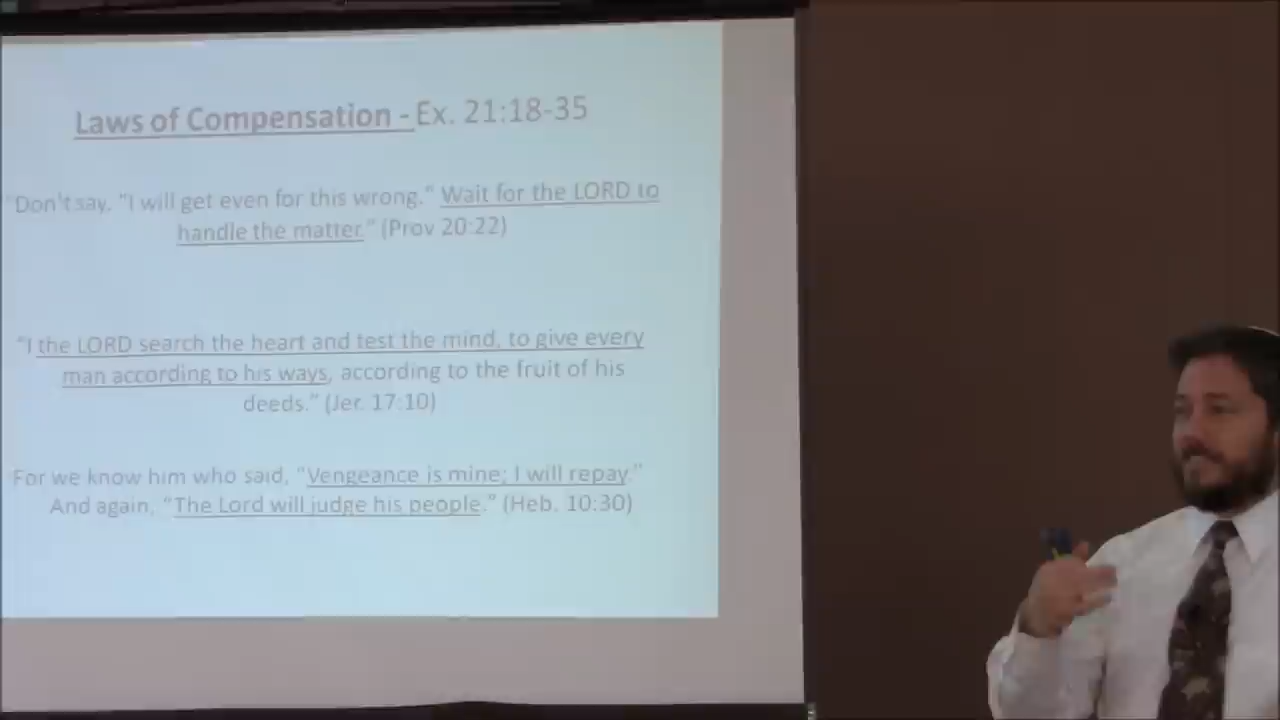 Laws of Compensation - Ex. 21:18-35
"Don't say, "I will get even for this wrong." Wait for the LORD to
handle the matter." (Prov 20:22)
"I the LORD search the heart and test the mind, to give every
man according to his ways, according to the fruit of his
deeds." (Jer. 17:10)
For we know him who said, "Vengeance is mine; I will repay."
And again, "The Lord will judge his people." (Heb. 10:30)